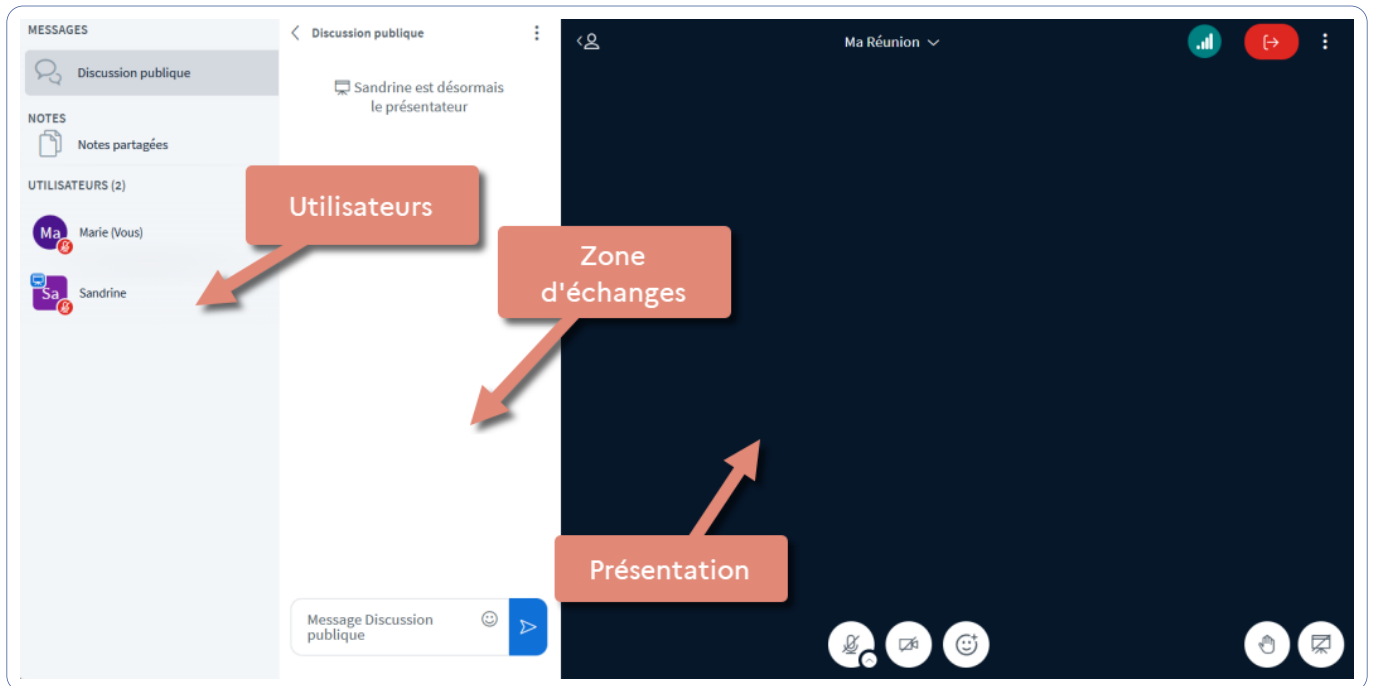 MESSAGES
Discussion publique
NOTES
Notes partagées
UTILISATEURS (2)
Ma
Marie (Vous)
Sa
Sandrine
Discussion publique
Sandrine est désormais
le présentateur
Message Discussion
publique
Ma Réunion
Utilisateurs
Zone
d'échanges
Présentation